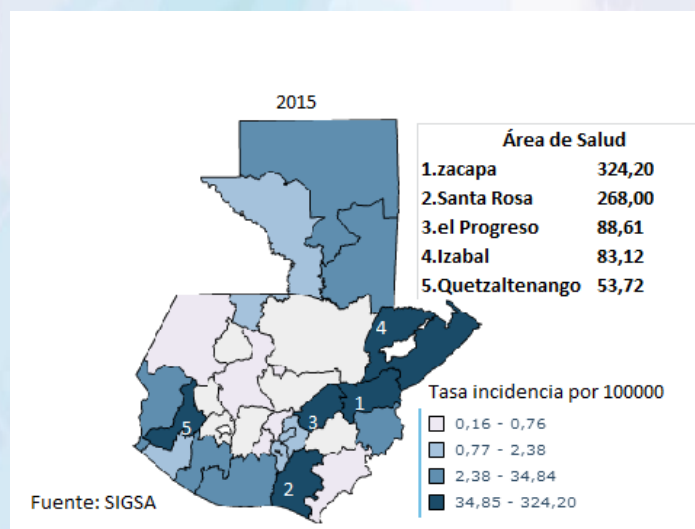 2015
Área de Salud
1.zacapa 324,20
2.Santa Rosa 268,00
3.el Progreso 88,61
4.Izabal 83,12
5.Quetzaltenango 53,72
4
1
3
5
2
Tasa incidencia por 100000
0,16 - 0,76
0,77 - 2,38
2,38 - 34,84
34,85 - 324,20
Fuente: SIGSA